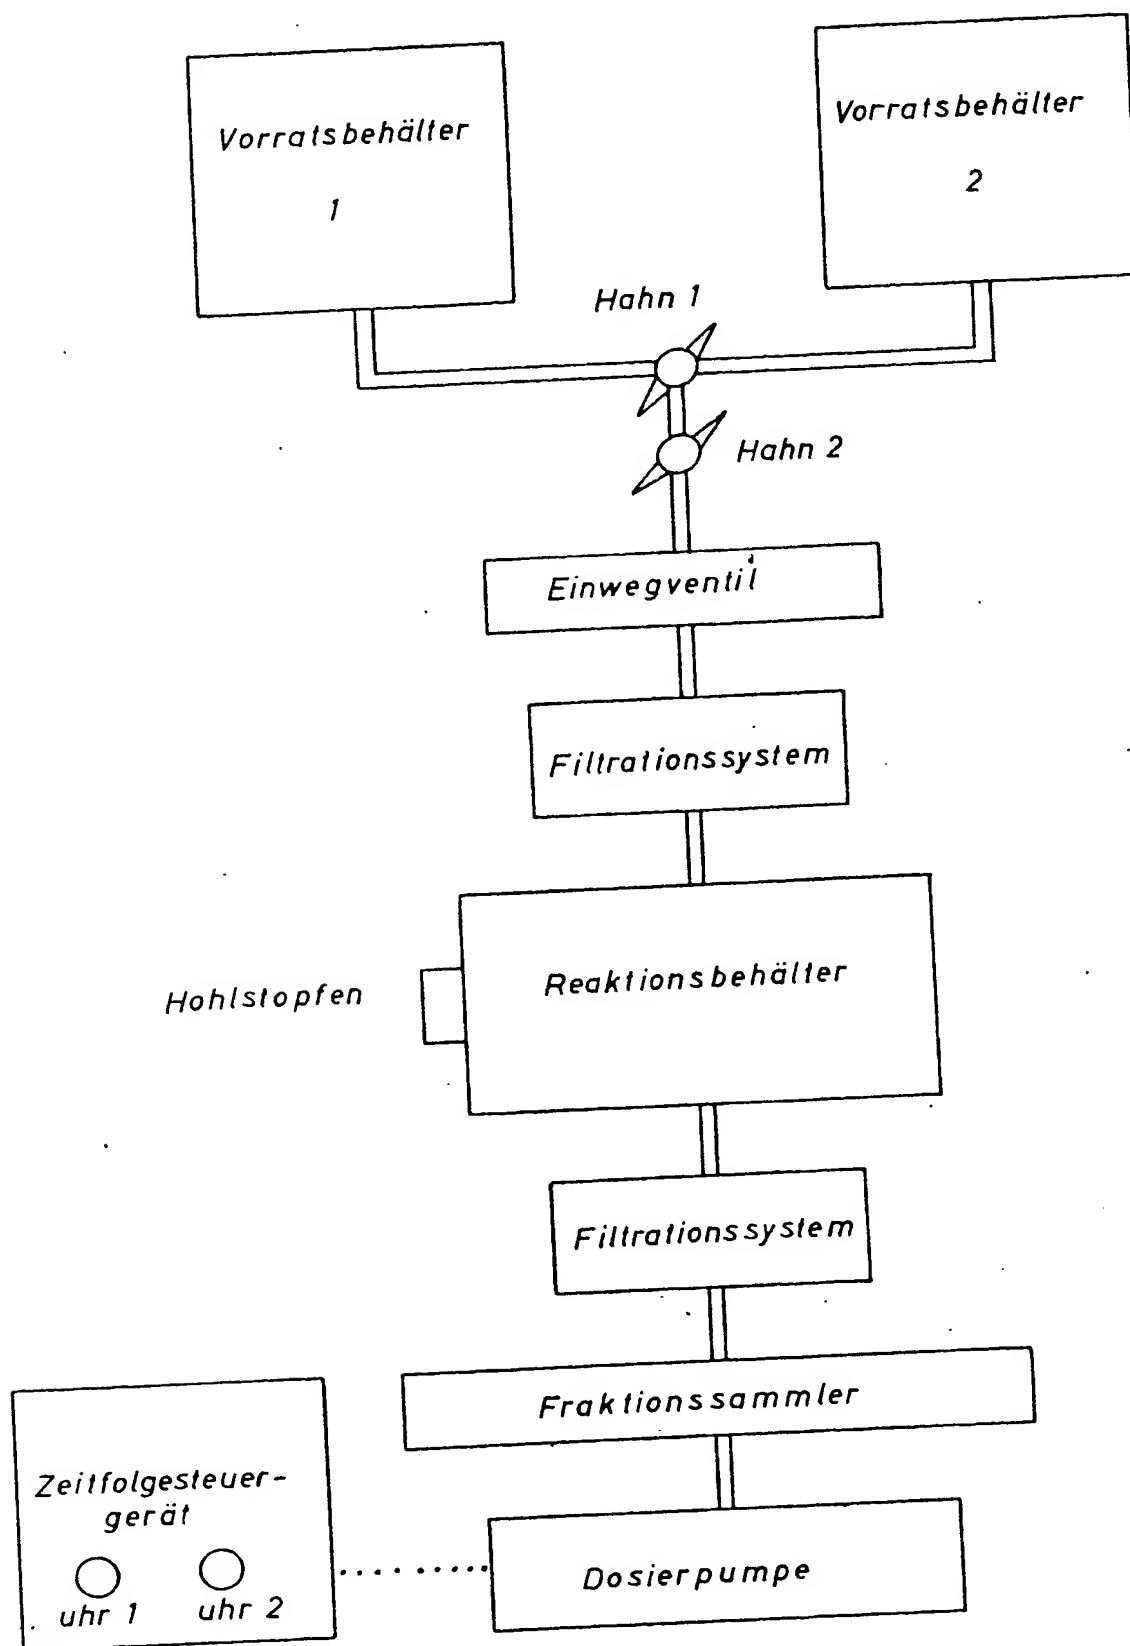 Vorratsbehälter
1
Vorratsbehälter
2
Hahn 1
Hahn 2
Einwegventil
Filtrationssystem
Hohlstopfen
Reaktionsbehälter
Filtrationssystem
Fraktionssammler
Zeitfolgesteuer-
gerät
uhr 1 uhr 2
Dosierpumpe